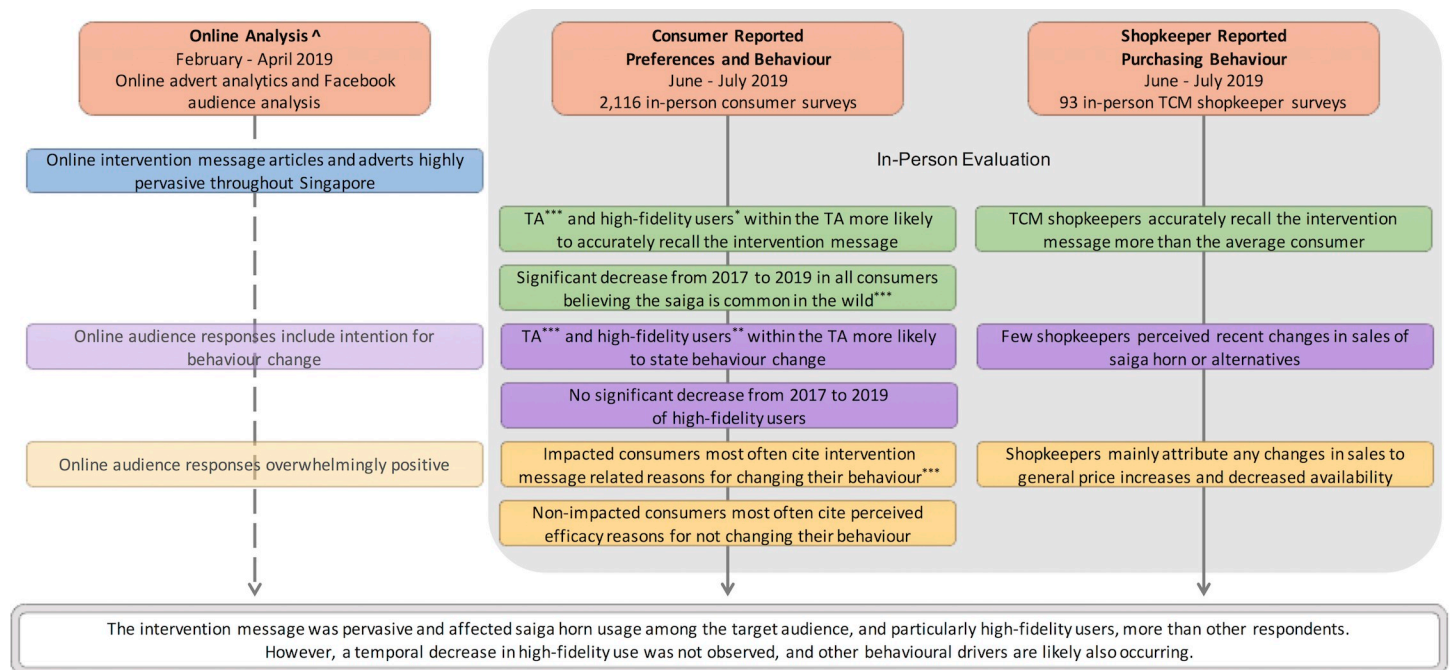 Online Analysis ^
February - April 2019
Online advert analytics and Facebook
audience analysis
Consumer Reported
Preferences and Behaviour
June - July 2019
2,116 in-person consumer surveys
Shopkeeper Reported
Purchasing Behaviour
June - July 2019
93 in-person TCM shopkeeper surveys
Online intervention message articles and adverts highly
pervasive throughout Singapore
In-Person Evaluation
TA*** and high-fidelity users* within the TA more likely
to accurately recall the intervention message
TCM shopkeepers accurately recall the intervention
message more than the average consumer
Significant decrease from 2017 to 2019 in all consumers
believing the saiga is common in the wild***
Online audience responses include intention for
behaviour change
TA*** and high-fidelity users** within the TA more likely
to state behaviour change
Few shopkeepers perceived recent changes in sales of
saiga horn or alternatives
No significant decrease from 2017 to 2019
of high-fidelity users
Online audience responses overwhelmingly positive
Impacted consumers most often cite intervention
message related reasons for changing their behaviour***
Shopkeepers mainly attribute any changes in sales to
general price increases and decreased availability
Non-impacted consumers most often cite perceived
efficacy reasons for not changing their behaviour
The intervention message was pervasive and affected saiga horn usage among the target audience, and particularly high-fidelity users, more than other respondents.
However, a temporal decrease in high-fidelity use was not observed, and other behavioural drivers are likely also occurring.